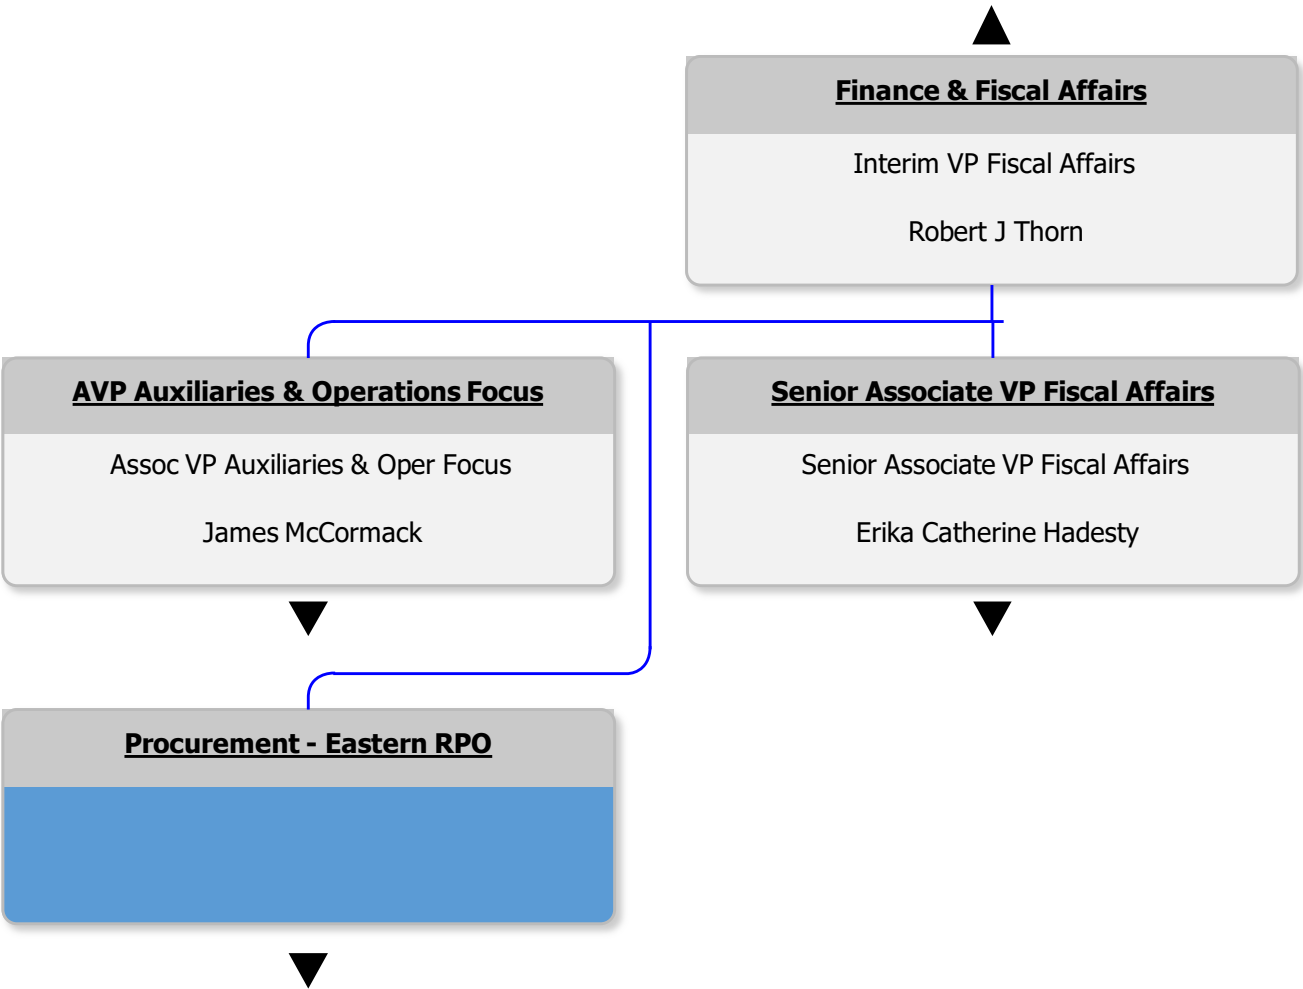 Finance & Fiscal Affairs
Interim VP Fiscal Affairs
Robert J Thorn
AVP Auxiliaries & Operations Focus
Assoc VP Auxiliaries & Oper Focus
James McCormack
Senior Associate VP Fiscal Affairs
Senior Associate VP Fiscal Affairs
Erika Catherine Hadesty
Procurement - Eastern RPO